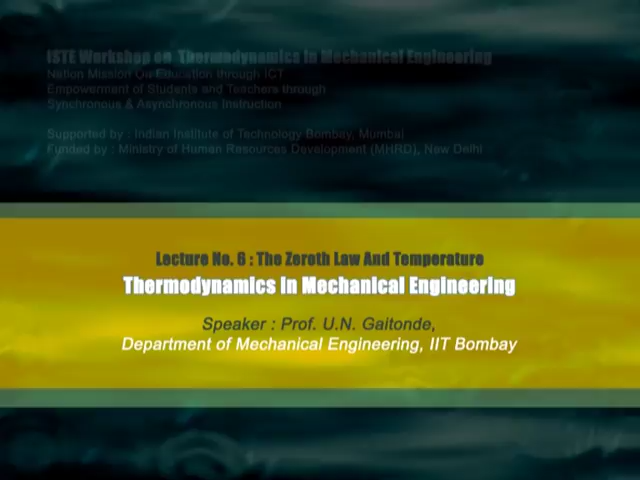 ISTE Workshop on Thermodynamics in Mechanical Engineering
Nation Mission On Education through ICT
Empowerment of Students and Teachers through
Synchronous & Asynchronous Instruction
Supported by : Indian Institute of Technology Bombay, Mumbai
Funded by : Ministry of Human Resources Development (MHRD), New Delhi
Lecture No. 6 : The Zeroth Law And Temperature
Thermodynamics in Mechanical Engineering
Speaker : Prof. U.N. Gaitonde,
Department of Mechanical Engineering, IIT Bombay